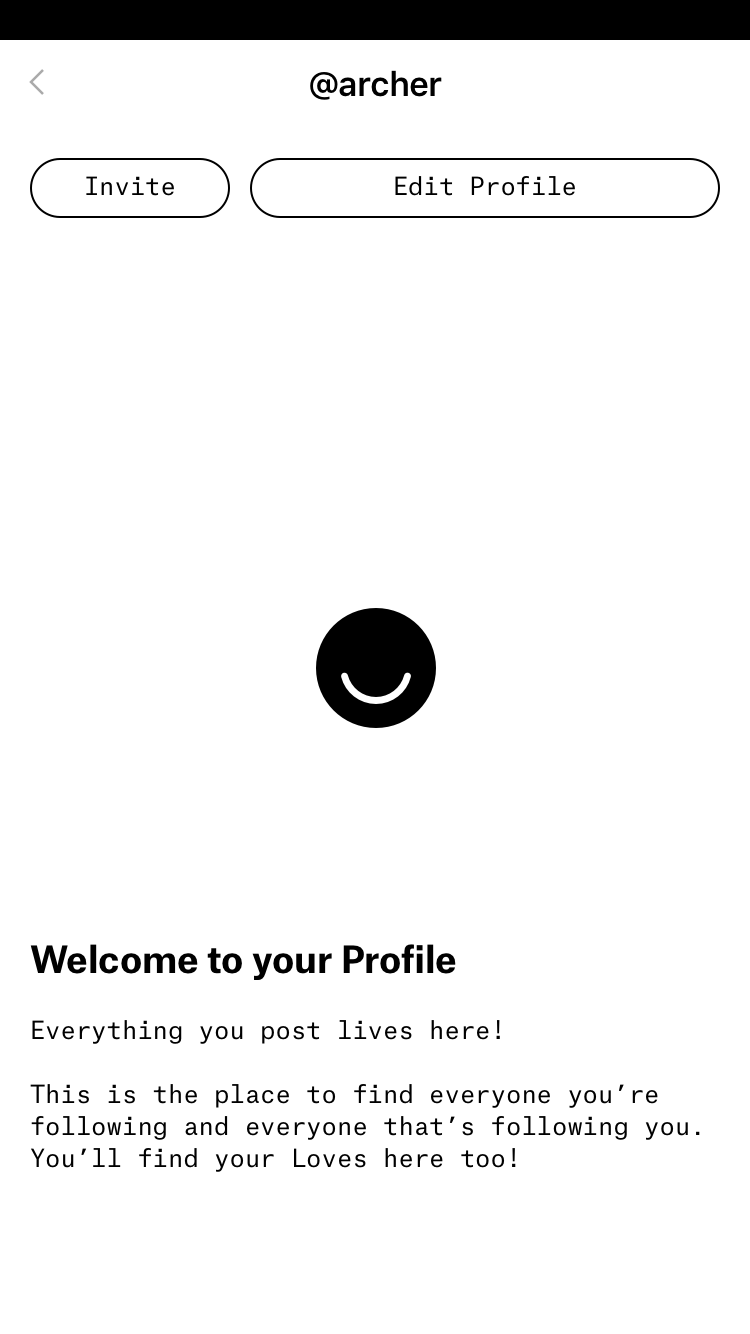 @archer
Invite
Edit Profile
Welcome to your Profile
Everything you post lives here!
This is the place to find everyone you’re
following and everyone that’s following you.
You’ll find your Loves here too!